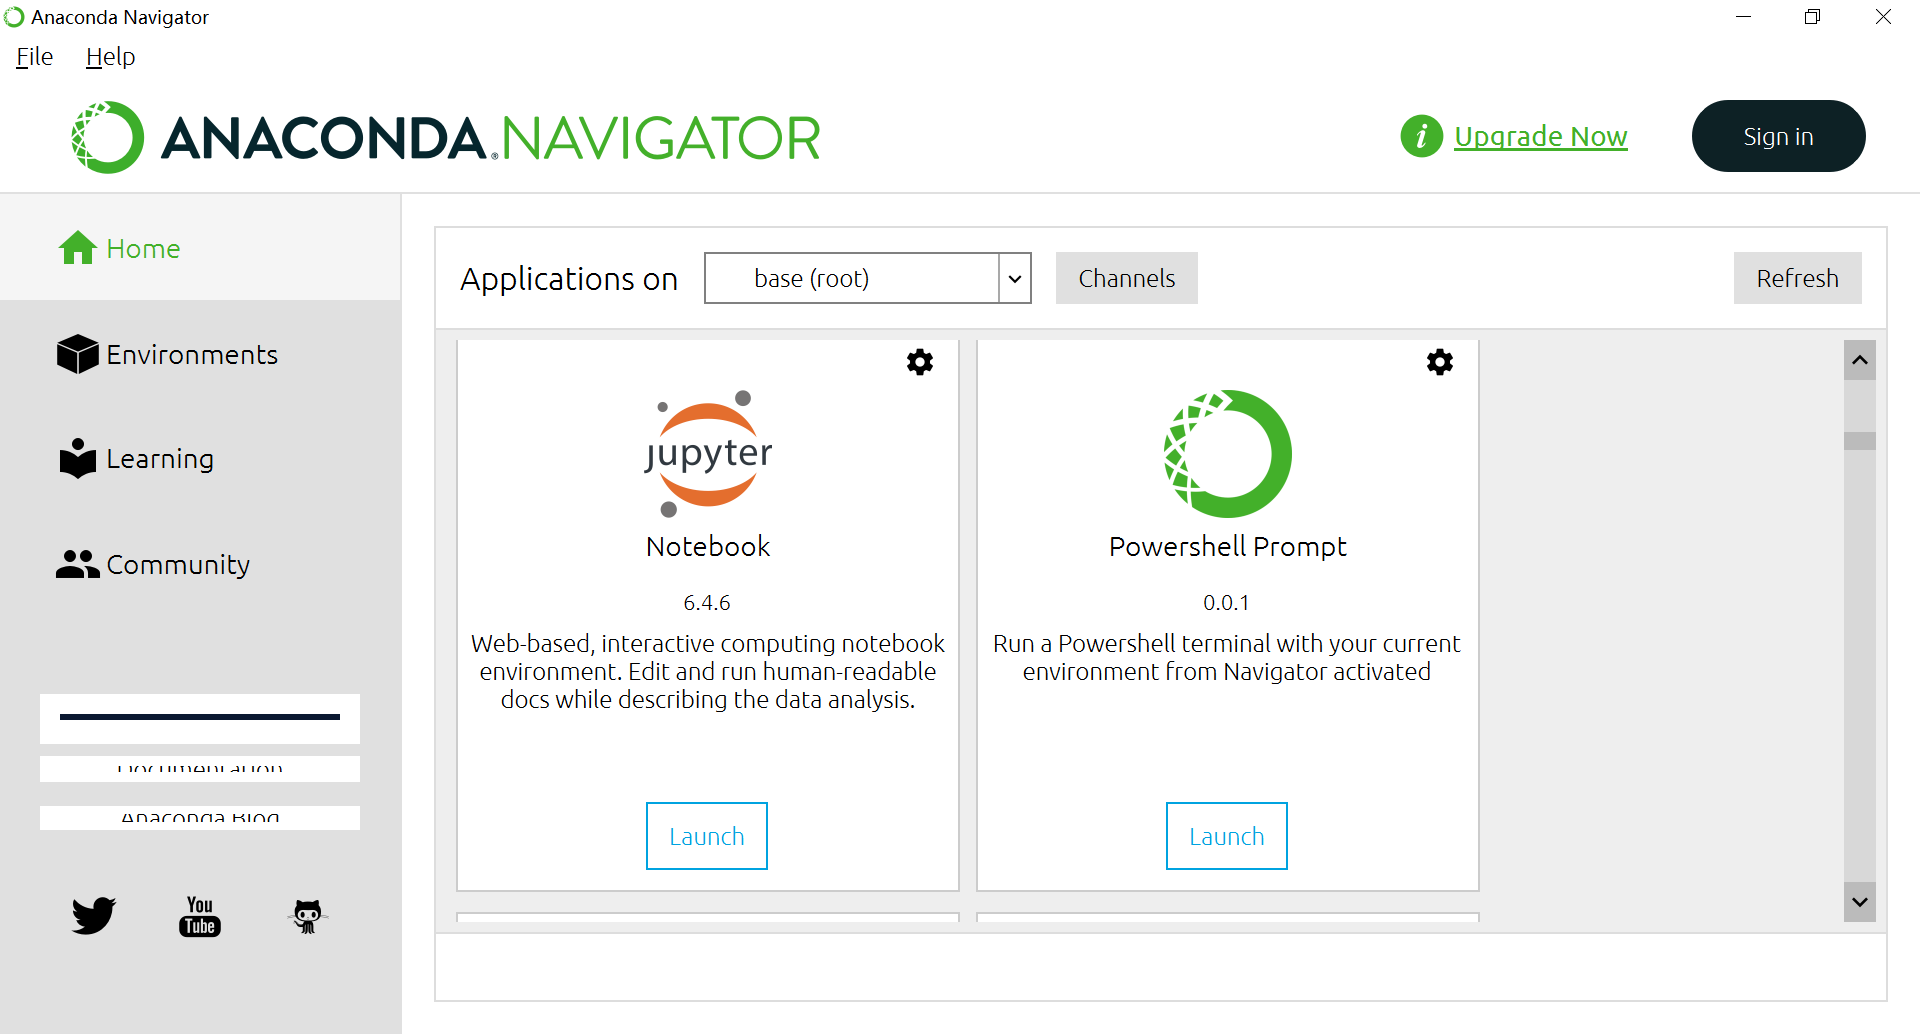 Anaconda Navigator
File Help
ANACONDA.NAVIGATOR
Upgrade Now
Sign in
Home
Environments
Learning
Community
Documentation
Anaconda Blog
You
Tube
Applications on
base (root)
Channels
Refresh
jupyter
Notebook
6.4.6
Web-based, interactive computing notebook
environment. Edit and run human-readable
docs while describing the data analysis.
Launch
Powershell Prompt
0.0.1
Run a Powershell terminal with your current
environment from Navigator activated
Launch